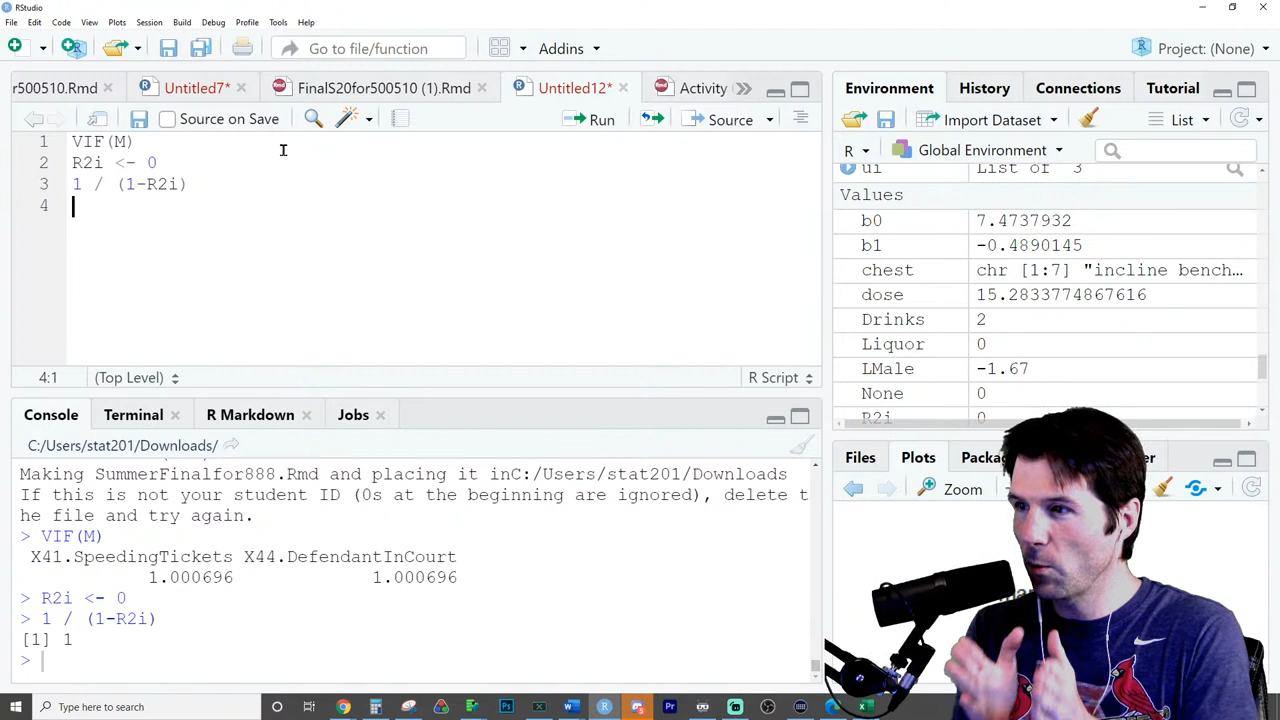 RStudio
File Edit Code View Plots Session Build Debug Profile Tools Help
Go to file/function
Addins
Project: (None)
r500510.Rmd
Untitled7*
FinalS20for500510 (1).Rmd
Untitled12*
Activity
Source on Save
Run
Source
1 VIF(M)
2 R2i <- 0
3 1 / (1-R2i)
4
4:1 (Top Level) R Script
Console Terminal R Markdown Jobs
C:/Users/stat201/Downloads/
Making SummerFinalfor888.Rmd and placing it inC:/Users/stat201/Downloads
If this is not your student ID (0s at the beginning are ignored), delete t
he file and try again.
> VIF(M)
X41.SpeedingTickets X44.DefendantInCourt
1.000696 1.000696
> R2i <- 0
> 1 / (1-R2i)
[1] 1
>
Environment History Connections Tutorial
Import Dataset
List
R Global Environment
ui List of 3
Values
b0 7.4737932
b1 -0.4890145
chest chr [1:7] "incline bench…
dose 15.2833774867616
Drinks 2
Liquor 0
LMale -1.67
None 0
R2i 0
Files Plots
Zoom
Type here to search